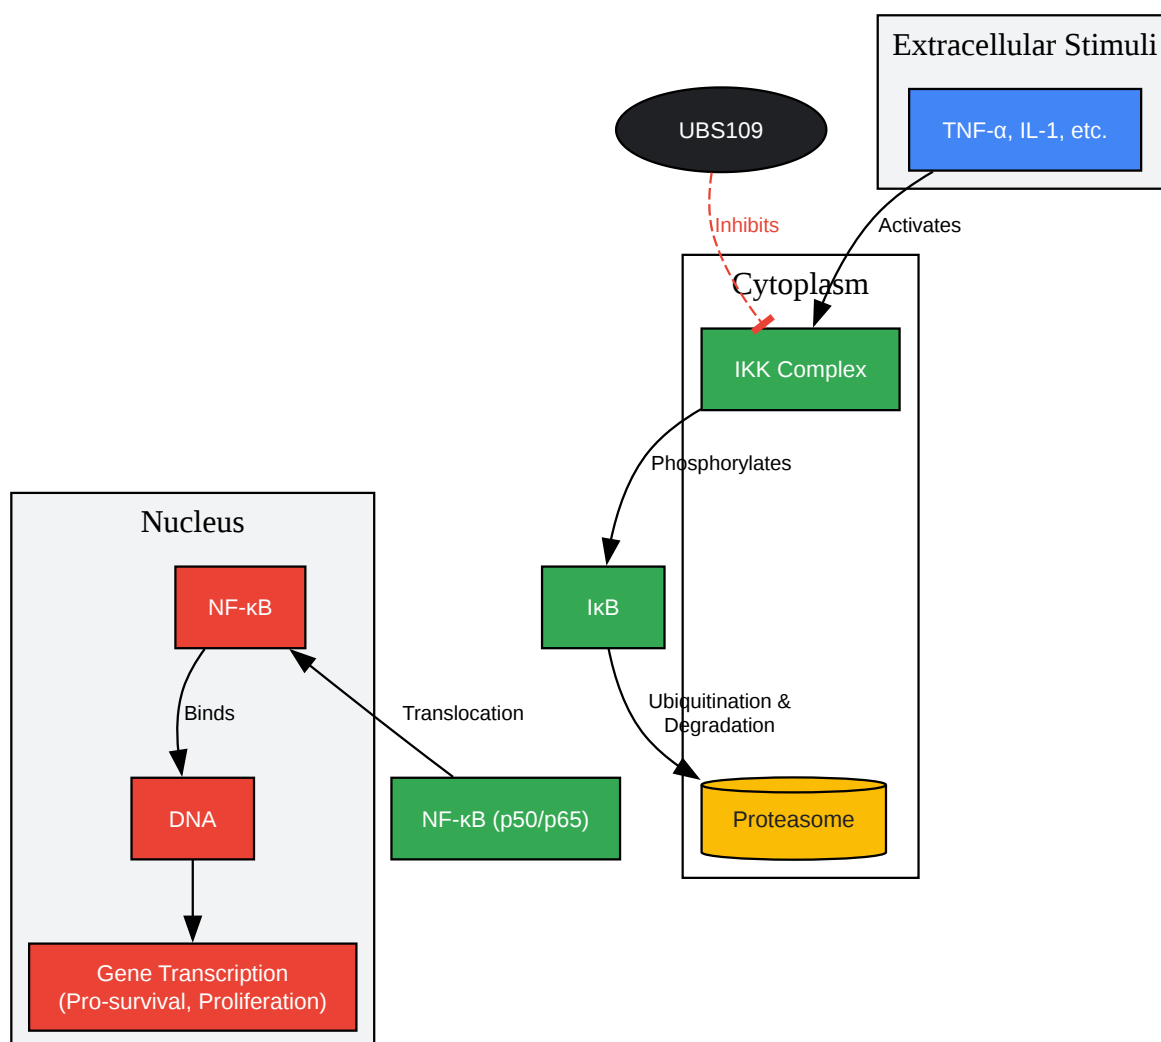 Extracellular Stimuli
TNF-α, IL-1, etc.
UBS109
Inhibits
Activates
Cytoplasm
IKK Complex
Phosphorylates
Nucleus
NF-κB
IκB
Ubiquitination &
Degradation
Binds
Translocation
DNA
NF-κB (p50/p65)
Proteasome
Gene Transcription
(Pro-survival, Proliferation)